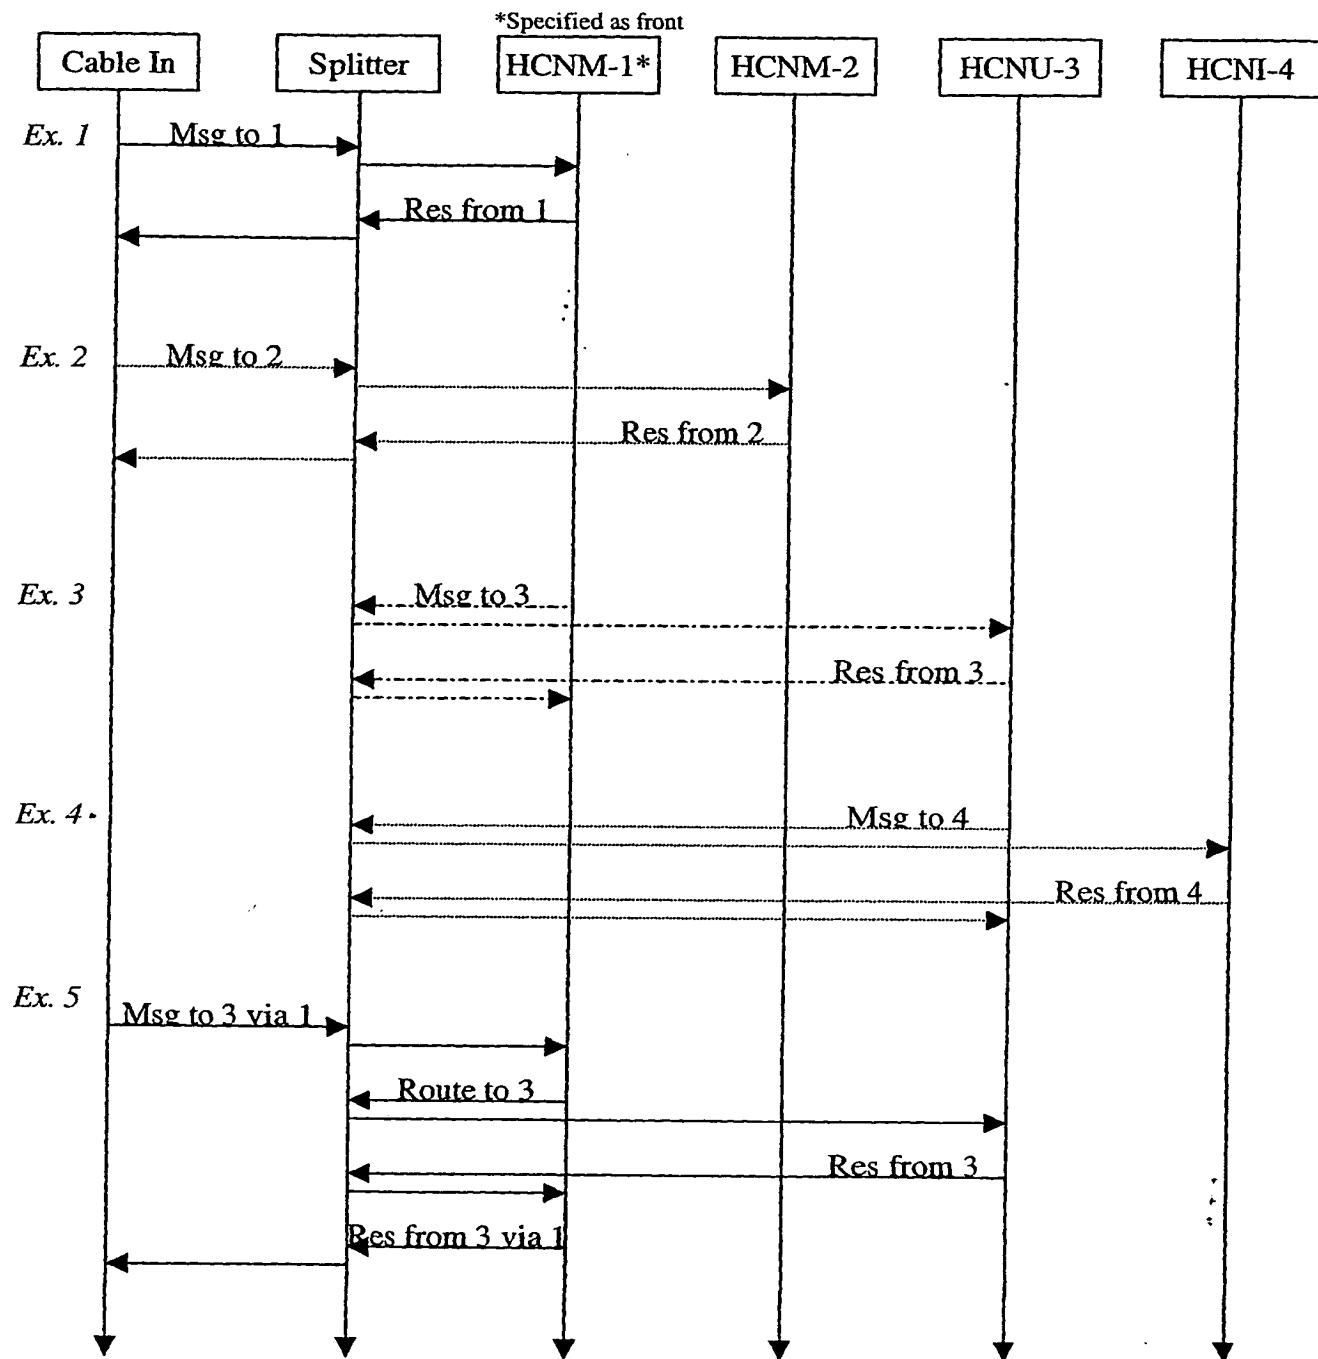 *Specified as front
Cable In
Splitter
HCNM-1*
HCNM-2
HCNU-3
HCNI-4
Ex. 1
Msg to 1
Res from 1
Ex. 2
Msg to 2
Res from 2
Ex. 3
Msg to 3
Res from 3
Ex. 4
Msg to 4
Res from 4
Ex. 5
Msg to 3 via 1
Route to 3
Res from 3
Res from 3 via 1